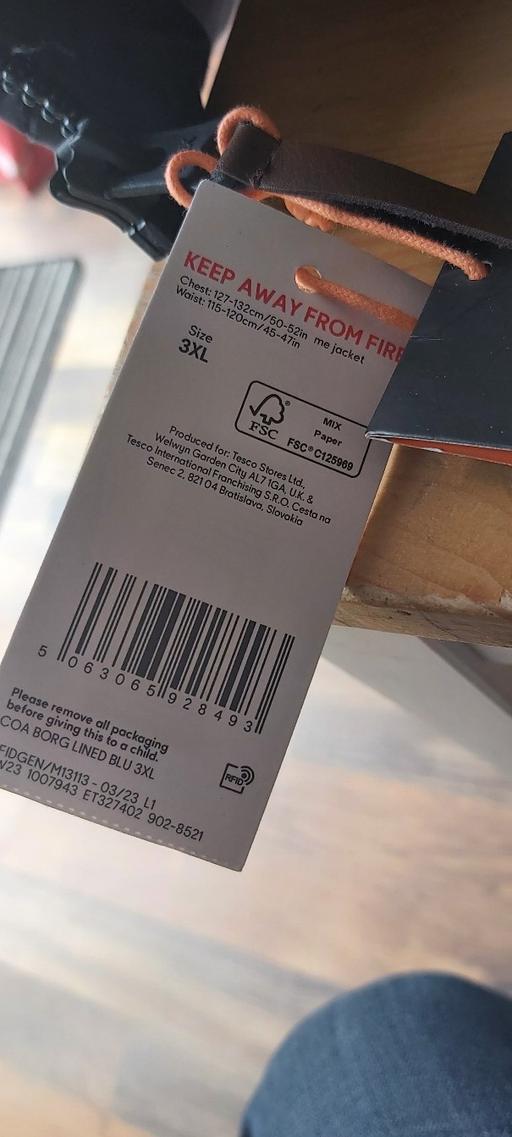 KEEP AWAY FROM FIRE
Chest: 127-132cm/50-52in
Waist: 115-120cm/45-47in
me jacket
Size
3XL
FSC®
MIX
Paper
FSC® C125969
Produced for: Tesco Stores Ltd.,
Welwyn Garden City AL7 1GA, U.K. &
Tesco International Franchising S.R.O. Cesta na
Senec 2, 821 04 Bratislava, Slovakia
5 063065 928493
Please remove all packaging
before giving this to a child.
COA BORG LINED BLU 3XL
FIDGEN/M13113 - 03/23 L1
W23 1007943 ET327402 902-8521
RFID